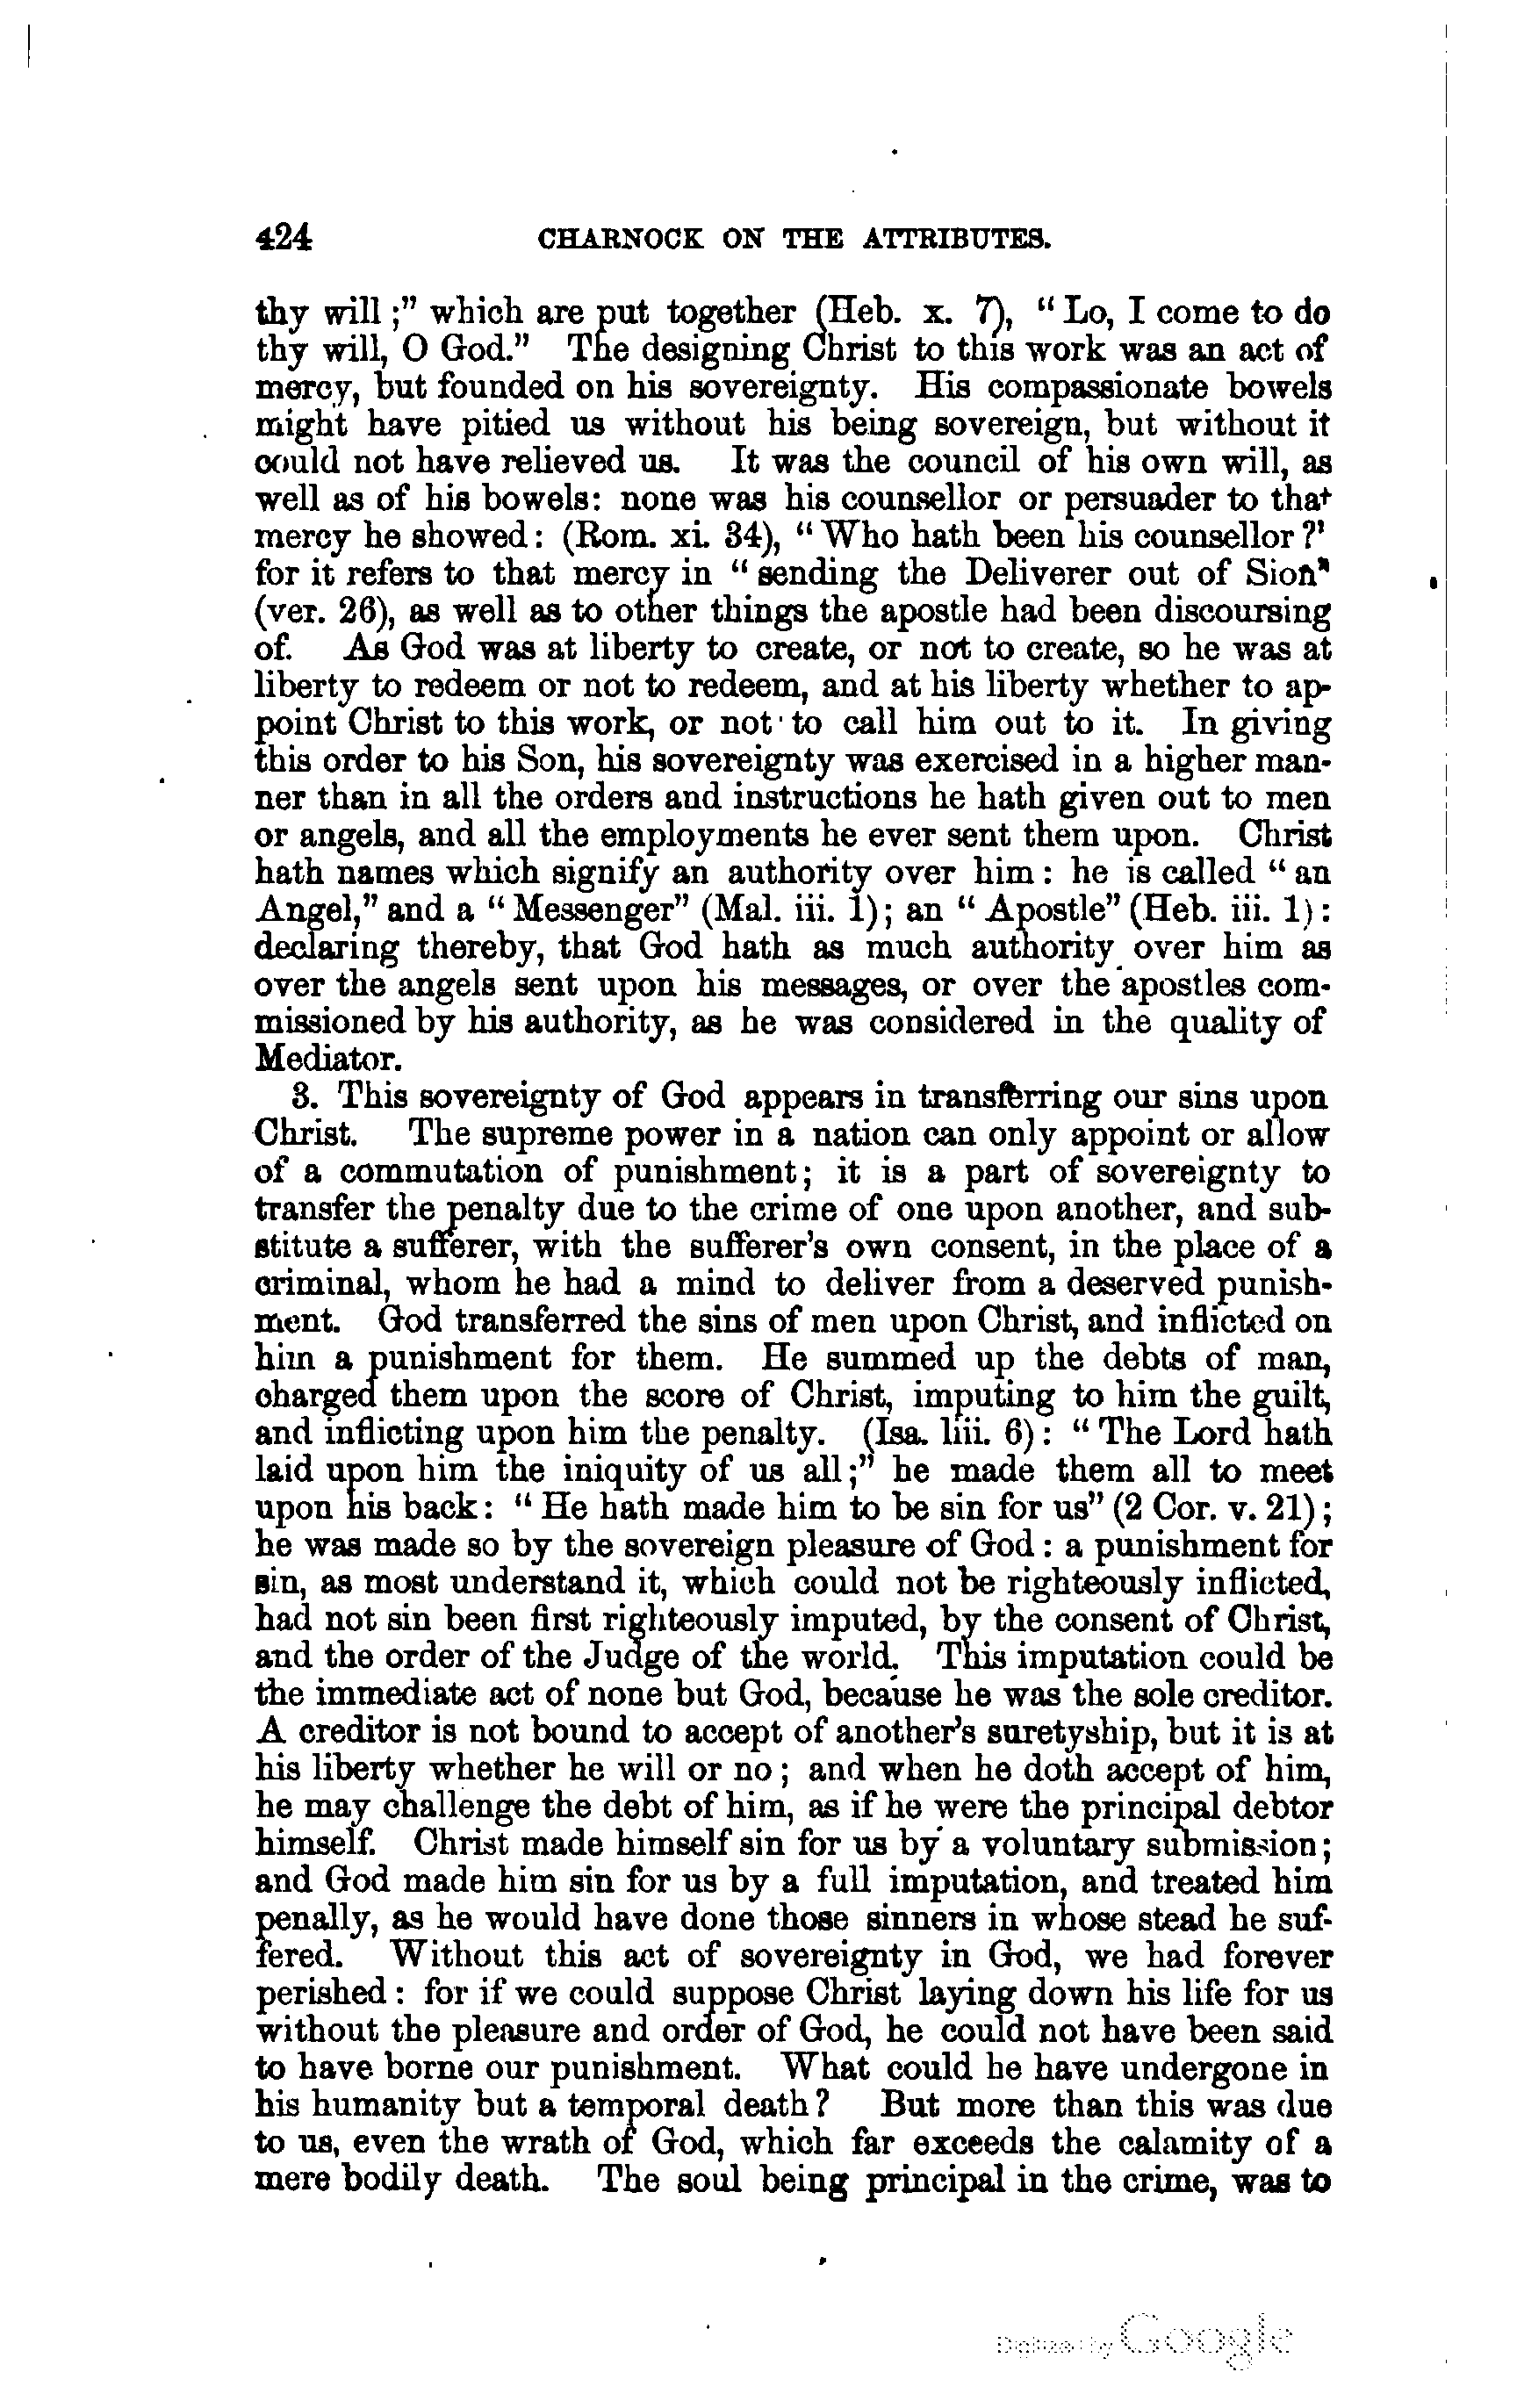 424 CHARNOCK ON THE ATTRIBUTES.
thy will ;" which are put together (Heb. x. 7), " Lo, I come to do
thy will, O God." The designing Christ to this work was an act of
mercy, but founded on his sovereignty. His compassionate bowels
might have pitied us without his being sovereign, but without it
could not have relieved us. It was the council of his own will, as
well as of his bowels: none was his counsellor or persuader to that
mercy he showed: (Rom. xi. 34), " Who hath been his counsellor ?'
for it refers to that mercy in " sending the Deliverer out of Sion"
(ver. 26), as well as to other things the apostle had been discoursing
of. As God was at liberty to create, or not to create, so he was at
liberty to redeem or not to redeem, and at his liberty whether to ap-
point Christ to this work, or not to call him out to it. In giving
this order to his Son, his sovereignty was exercised in a higher man-
ner than in all the orders and instructions he hath given out to men
or angels, and all the employments he ever sent them upon. Christ
hath names which signify an authority over him : he is called " an
Angel," and a " Messenger" (Mal. iii. 1); an " Apostle" (Heb. iii. 1) :
declaring thereby, that God hath as much authority over him as
over the angels sent upon his messages, or over the apostles com-
missioned by his authority, as he was considered in the quality of
Mediator.
3. This sovereignty of God appears in transferring our sins upon
Christ. The supreme power in a nation can only appoint or allow
of a commutation of punishment; it is a part of sovereignty to
transfer the penalty due to the crime of one upon another, and sub-
stitute a sufferer, with the sufferer's own consent, in the place of a
criminal, whom he had a mind to deliver from a deserved punish-
ment. God transferred the sins of men upon Christ, and inflicted on
him a punishment for them. He summed up the debts of man,
charged them upon the score of Christ, imputing to him the guilt,
and inflicting upon him the penalty. (Isa. liii. 6) : " The Lord hath
laid upon him the iniquity of us all ;" he made them all to meet
upon his back : " He hath made him to be sin for us" (2 Cor. v. 21) ;
he was made so by the sovereign pleasure of God : a punishment for
sin, as most understand it, which could not be righteously inflicted,
had not sin been first righteously imputed, by the consent of Christ,
and the order of the Judge of the world. This imputation could be
the immediate act of none but God, because he was the sole creditor.
A creditor is not bound to accept of another's suretyship, but it is at
his liberty whether he will or no ; and when he doth accept of him,
he may challenge the debt of him, as if he were the principal debtor
himself. Christ made himself sin for us by a voluntary submission ;
and God made him sin for us by a full imputation, and treated him
penally, as he would have done those sinners in whose stead he suf-
fered. Without this act of sovereignty in God, we had forever
perished : for if we could suppose Christ laying down his life for us
without the pleasure and order of God, he could not have been said
to have borne our punishment. What could he have undergone in
his humanity but a temporal death? But more than this was due
to us, even the wrath of God, which far exceeds the calamity of a
mere bodily death. The soul being principal in the crime, was to
Digitized by Google